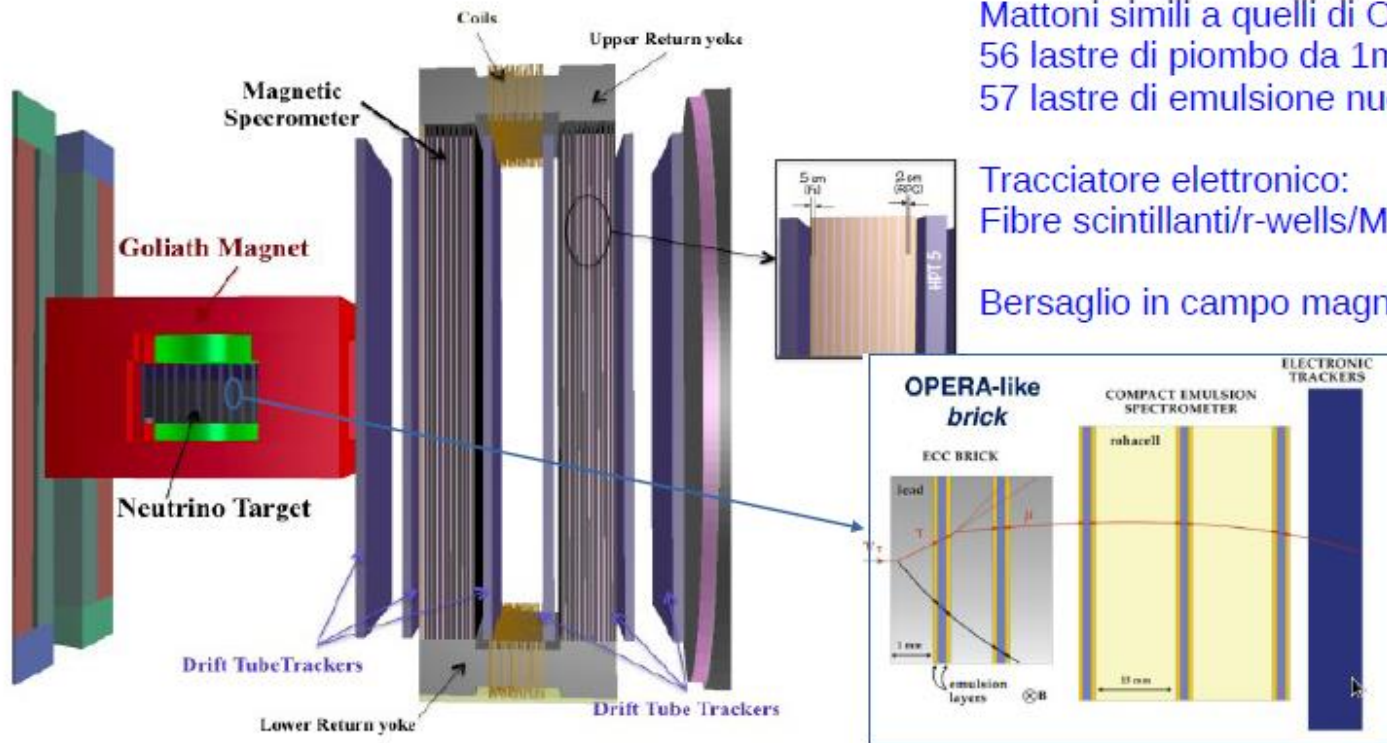 Coils
Upper Return yoke
Magnetic
Specrometer
Goliath Magnet
Neutrino Target
Drift TubeTrackers
Lower Return yoke
Drift Tube Trackers
5 cm
(Fe)
2 cm
(RPC)
HPT 5
Mattoni simili a quelli di
56 lastre di piombo da
57 lastre di emulsione
Tracciatore elettronico:
Fibre scintillanti/r-wells/
Bersaglio in campo
OPERA-like
brick
ECC BRICK
lead
COMPACT EMULSION
SPECTROMETER
rohacell
ELECTRONIC
TRACKERS
ντ
τ
μ
1 mm
emulsion
layers
⊗B
15 mm